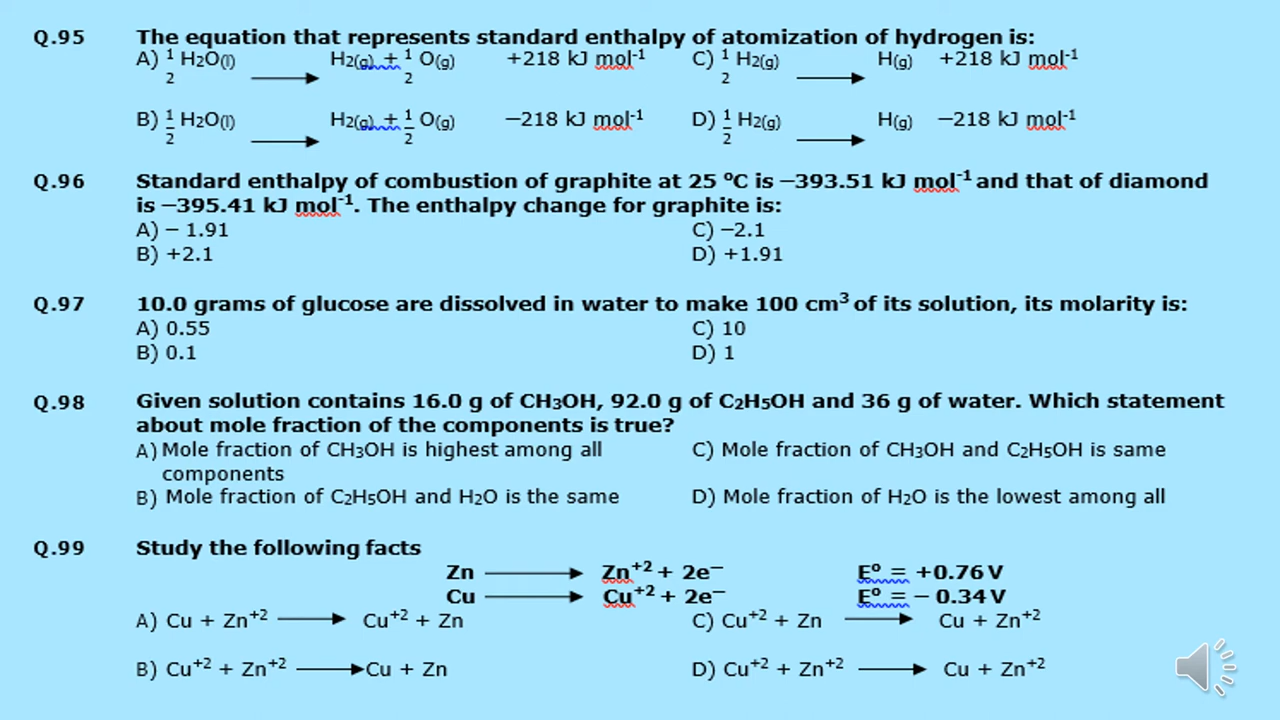 Q.95 The equation that represents standard enthalpy of atomization of hydrogen is:
A) 1/2 H2O(l) ⟶ H2(g) + 1/2 O(g) +218 kJ mol-1 C) 1/2 H2(g) ⟶ H(g) +218 kJ mol-1
B) 1/2 H2O(l) ⟶ H2(g) + 1/2 O(g) −218 kJ mol-1 D) 1/2 H2(g) ⟶ H(g) −218 kJ mol-1
Q.96 Standard enthalpy of combustion of graphite at 25 ºC is −393.51 kJ mol-1 and that of diamond
is −395.41 kJ mol-1. The enthalpy change for graphite is:
A) − 1.91 C) −2.1
B) +2.1 D) +1.91
Q.97 10.0 grams of glucose are dissolved in water to make 100 cm3 of its solution, its molarity is:
A) 0.55 C) 10
B) 0.1 D) 1
Q.98 Given solution contains 16.0 g of CH3OH, 92.0 g of C2H5OH and 36 g of water. Which statement
about mole fraction of the components is true?
A) Mole fraction of CH3OH is highest among all C) Mole fraction of CH3OH and C2H5OH is same
components
B) Mole fraction of C2H5OH and H2O is the same D) Mole fraction of H2O is the lowest among all
Q.99 Study the following facts
Zn ⟶ Zn+2 + 2e− Eº = +0.76 V
Cu ⟶ Cu+2 + 2e− Eº = − 0.34 V
A) Cu + Zn+2 ⟶ Cu+2 + Zn C) Cu+2 + Zn ⟶ Cu + Zn+2
B) Cu+2 + Zn+2 ⟶ Cu + Zn D) Cu+2 + Zn+2 ⟶ Cu + Zn+2